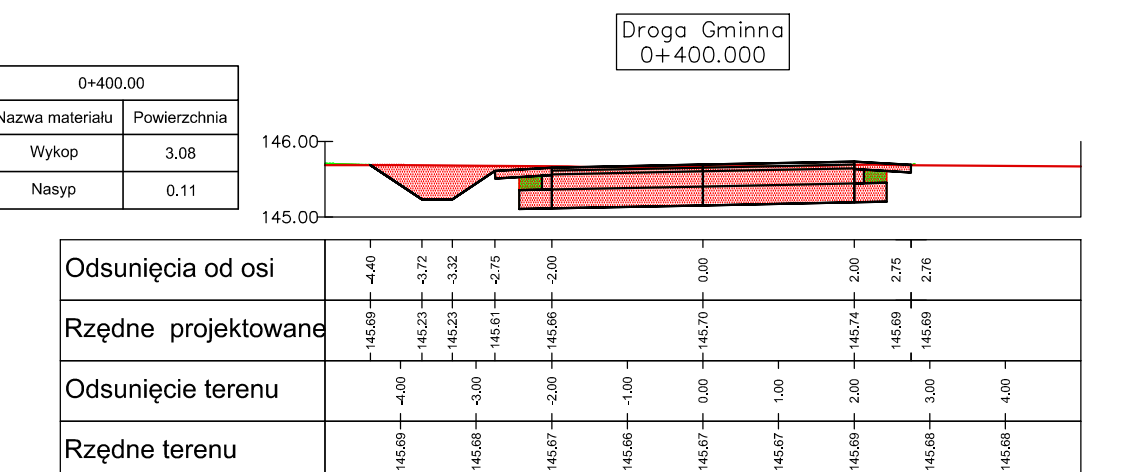 Droga Gminna
0+400.000
0+400.00
Nazwa materiału Powierzchnia
Wykop 3.08
Nasyp 0.11
146.00
145.00
Odsunięcia od osi -4.40 -3.72 -3.32 -2.75 -2.00 0.00 2.00 2.75 2.76
Rzędne projektowane 145.69 145.23 145.23 145.61 145.66 145.70 145.74 145.69 145.69
Odsunięcie terenu -4.00 -3.00 -2.00 -1.00 0.00 1.00 2.00 3.00 4.00
Rzędne terenu 145.69 145.68 145.67 145.66 145.67 145.67 145.69 145.68 145.68